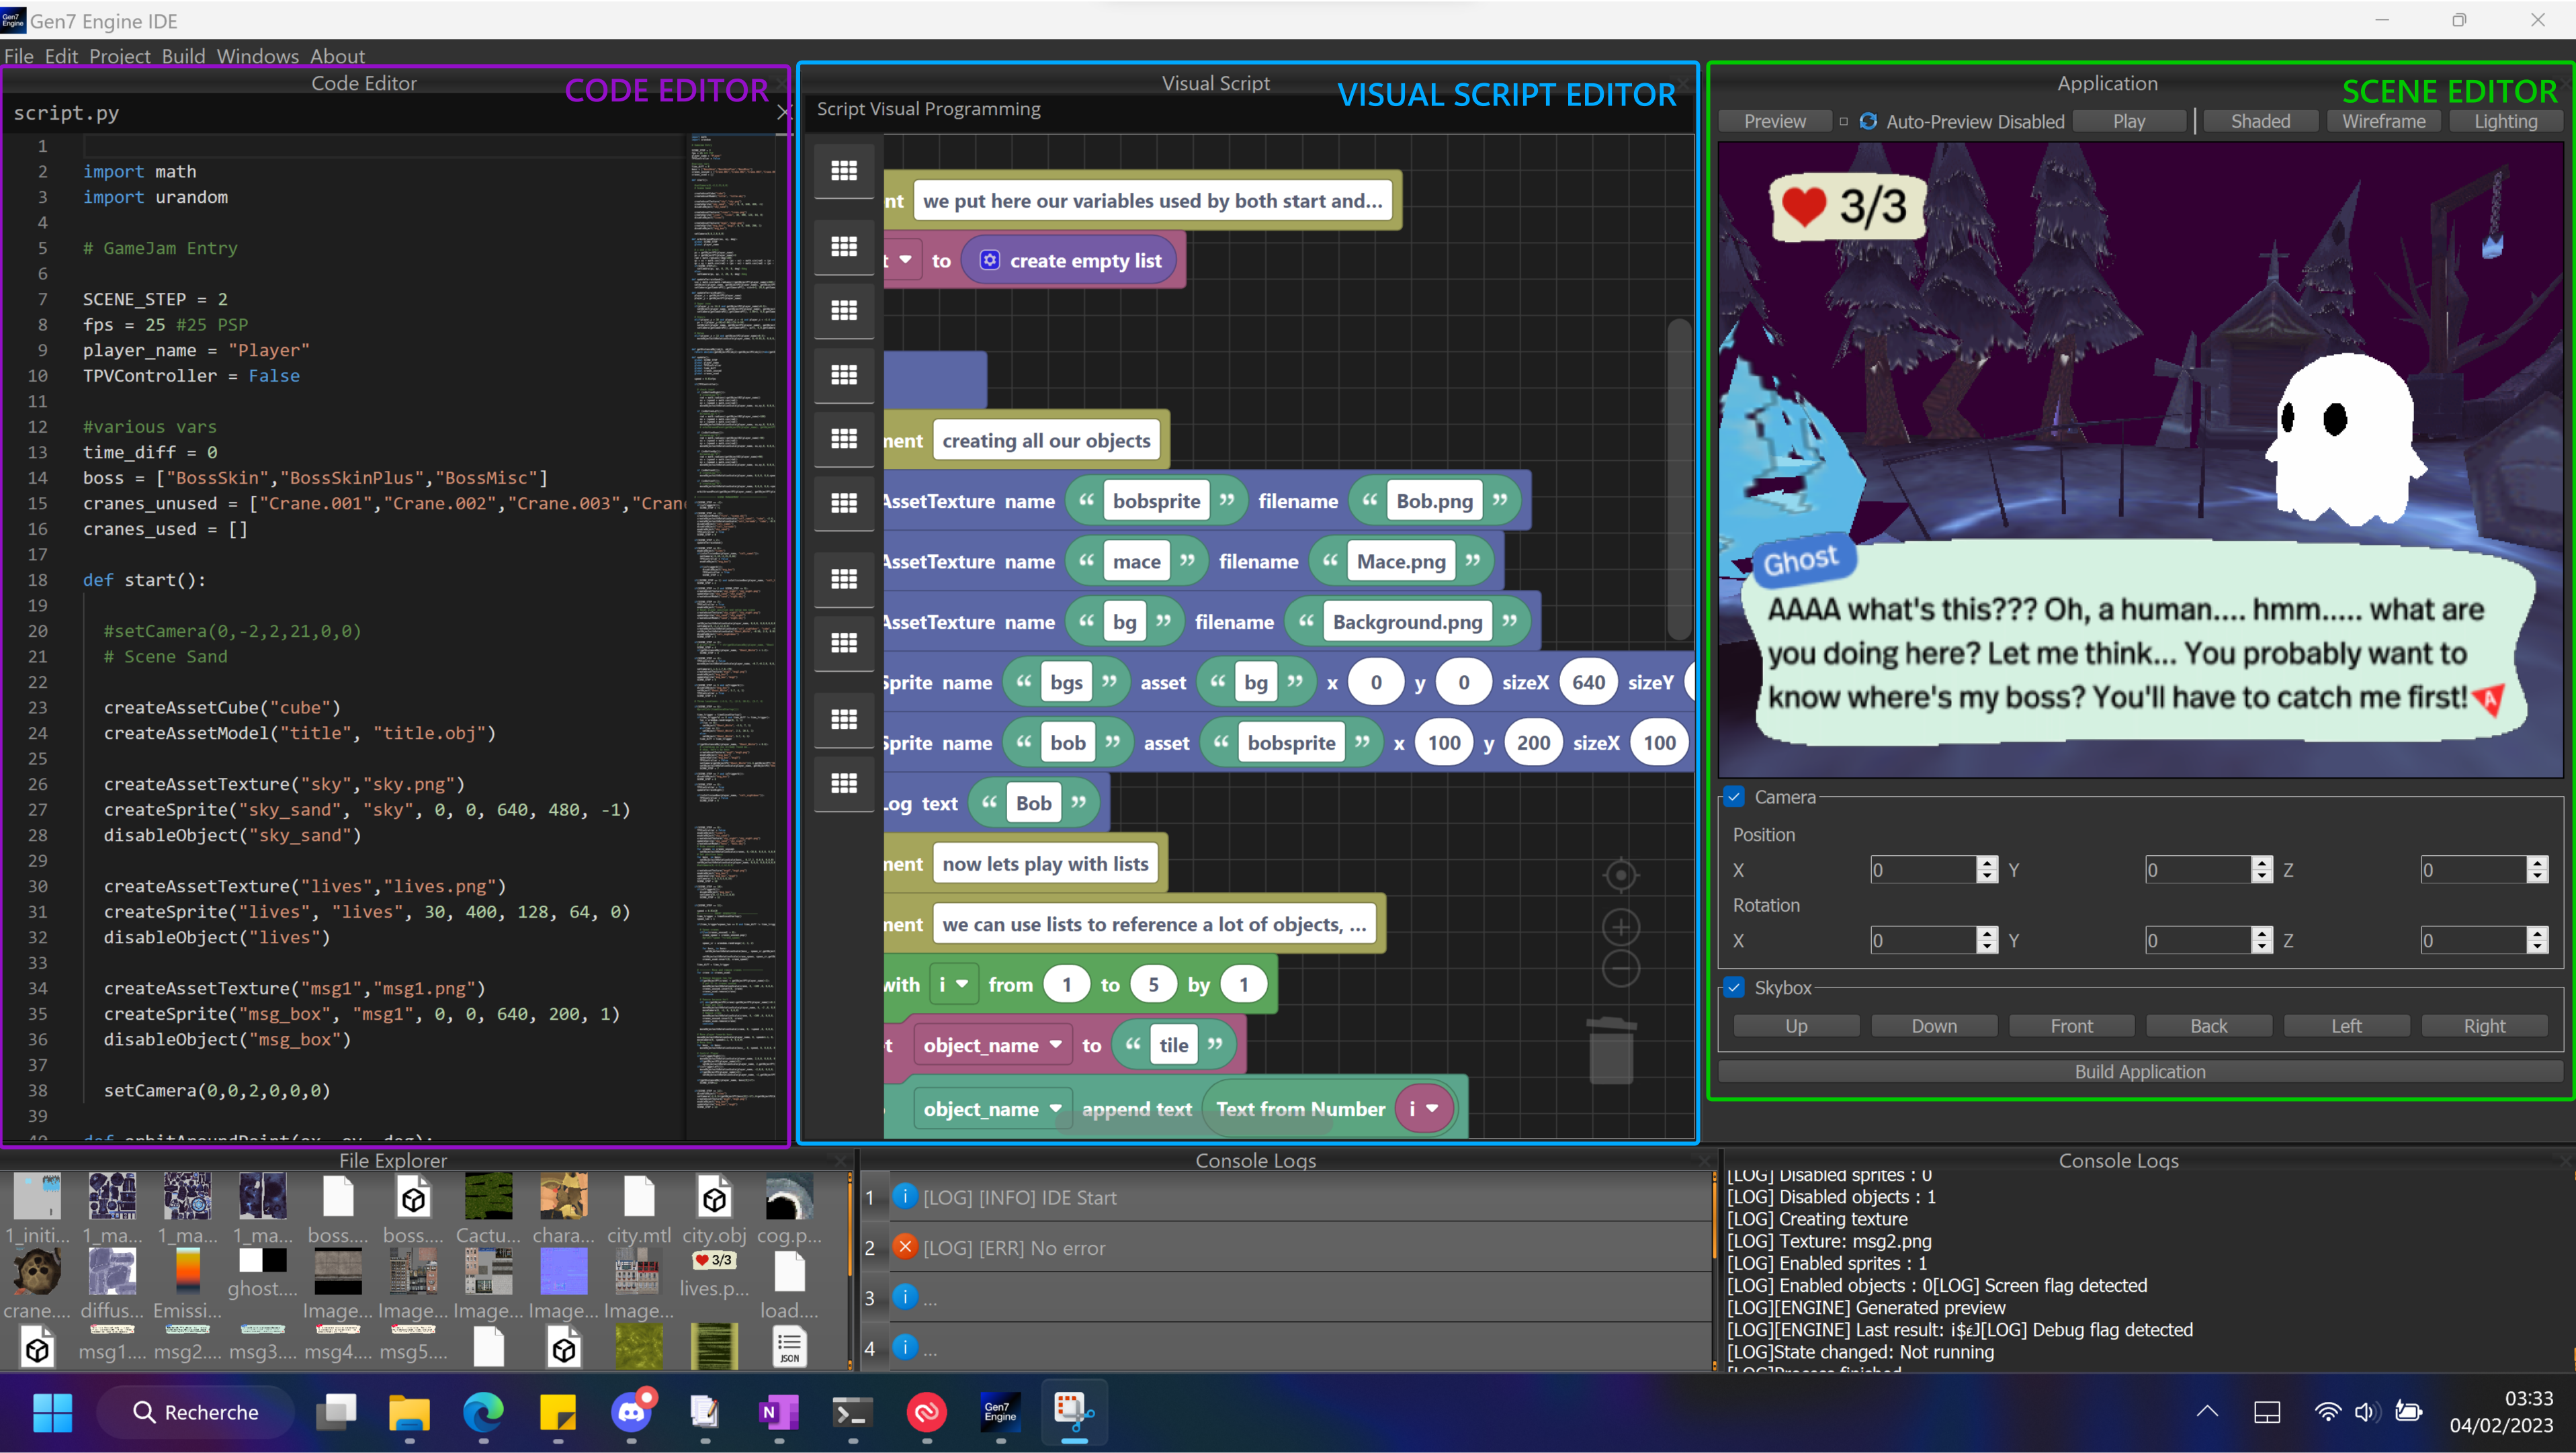 Gen7 Engine IDE
File Edit Project Build Windows About
Code Editor
CODE EDITOR
script.py
1
2 import math
3 import urandom
4
5 # GameJam Entry
6
7 SCENE_STEP = 2
8 fps = 25 #25 PSP
9 player_name = "Player"
10 TPVController = False
11
12 #various vars
13 time_diff = 0
14 boss = ["BossSkin","BossSkinPlus","BossMisc"]
15 cranes_unused = ["Crane.001","Crane.002","Crane.003","Cran
16 cranes_used = []
17
18 def start():
19
20 #setCamera(0,-2,2,21,0,0)
21 # Scene Sand
22
23 createAssetCube("cube")
24 createAssetModel("title", "title.obj")
25
26 createAssetTexture("sky","sky.png")
27 createSprite("sky_sand", "sky", 0, 0, 640, 480, -1)
28 disableObject("sky_sand")
29
30 createAssetTexture("lives","lives.png")
31 createSprite("lives", "lives", 30, 400, 128, 64, 0)
32 disableObject("lives")
33
34 createAssetTexture("msg1","msg1.png")
35 createSprite("msg_box", "msg1", 0, 0, 640, 200, 1)
36 disableObject("msg_box")
37
38 setCamera(0,0,2,0,0,0)
39
Visual Script
VISUAL SCRIPT EDITOR
Script Visual Programming
nt we put here our variables used by both start and...
t to create empty list
ment creating all our objects
AssetTexture name “ bobsprite ” filename “ Bob.png ”
AssetTexture name “ mace ” filename “ Mace.png ”
AssetTexture name “ bg ” filename “ Background.png ”
Sprite name “ bgs ” asset “ bg ” x 0 y 0 sizeX 640 sizeY
Sprite name “ bob ” asset “ bobsprite ” x 100 y 200 sizeX 100
Log text “ Bob ”
ment now lets play with lists
ment we can use lists to reference a lot of objects, ...
with i from 1 to 5 by 1
t object_name to “ tile ”
object_name append text Text from Number i
Application
SCENE EDITOR
Preview Auto-Preview Disabled Play | Shaded Wireframe Lighting
3/3
Ghost
AAAA what's this??? Oh, a human.... hmm..... what are
you doing here? Let me think... You probably want to
know where's my boss? You'll have to catch me first! A
Camera
Position
X 0 Y 0 Z 0
Rotation
X 0 Y 0 Z 0
Skybox
Up Down Front Back Left Right
Build Application
File Explorer
1_initi... 1_ma... 1_ma... 1_ma... boss.... boss.... Cactu... chara... city.mtl city.obj cog.p...
3/3
crane.... diffus... Emissi... ghost.... Image... Image... Image... Image... Image... lives.p... load....
msg1.... msg2.... msg3.... msg4.... msg5....
JSON
Console Logs
1 [LOG] [INFO] IDE Start
2 [LOG] [ERR] No error
3 ...
4 ...
Console Logs
[LOG] Disabled sprites : 0
[LOG] Disabled objects : 1
[LOG] Creating texture
[LOG] Texture: msg2.png
[LOG] Enabled sprites : 1
[LOG] Enabled objects : 0[LOG] Screen flag detected
[LOG][ENGINE] Generated preview
[LOG][ENGINE] Last result: [LOG] Debug flag detected
[LOG]State changed: Not running
[LOG]Process finished
Recherche
Gen7
Engine
03:33
04/02/2023